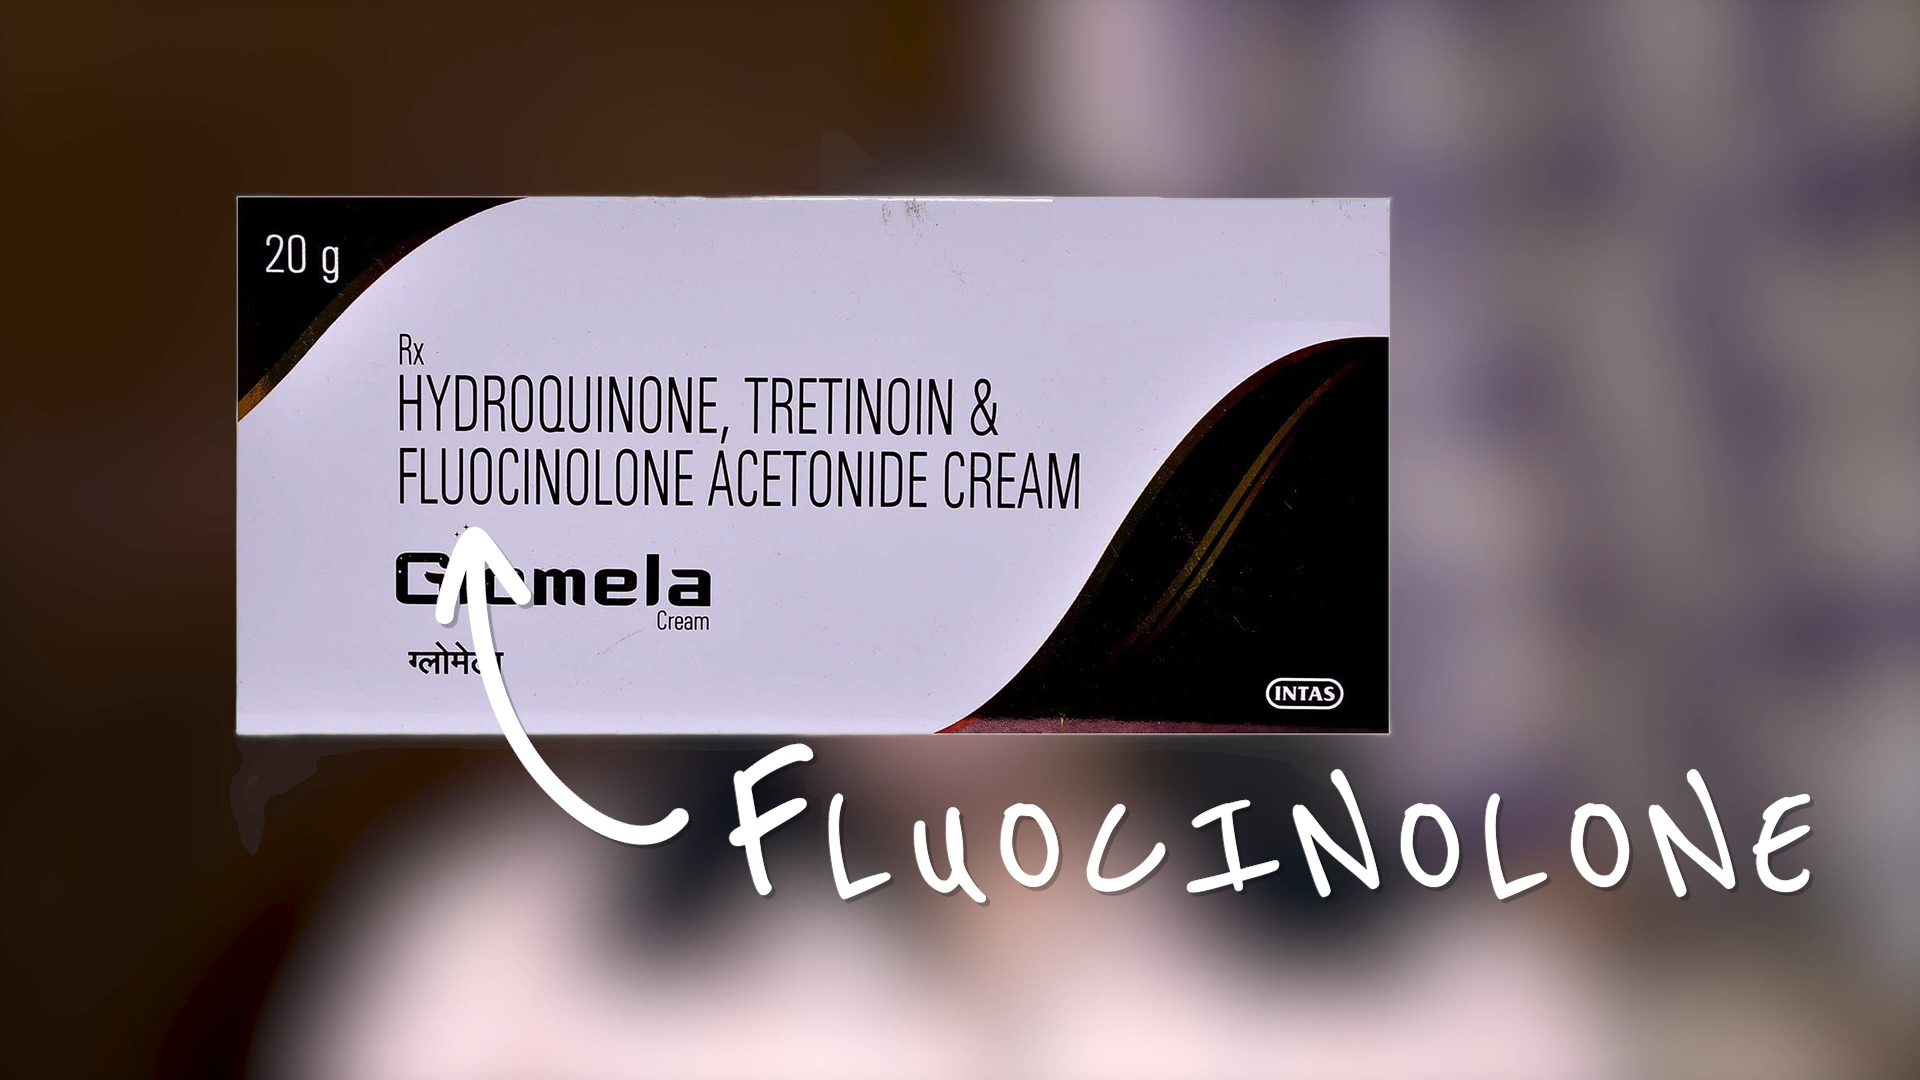 20 g
Rx
HYDROQUINONE, TRETINOIN &
FLUOCINOLONE ACETONIDE CREAM
Cream
INTAS
FLUOCINOLONE